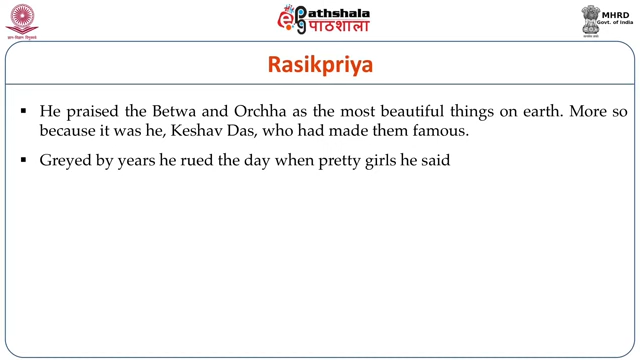 Pathshala
पाठशाला
MHRD
Govt. of India
Rasikpriya
▪ He praised the Betwa and Orchha as the most beautiful things on earth. More so
because it was he, Keshav Das, who had made them famous.
▪ Greyed by years he rued the day when pretty girls he said